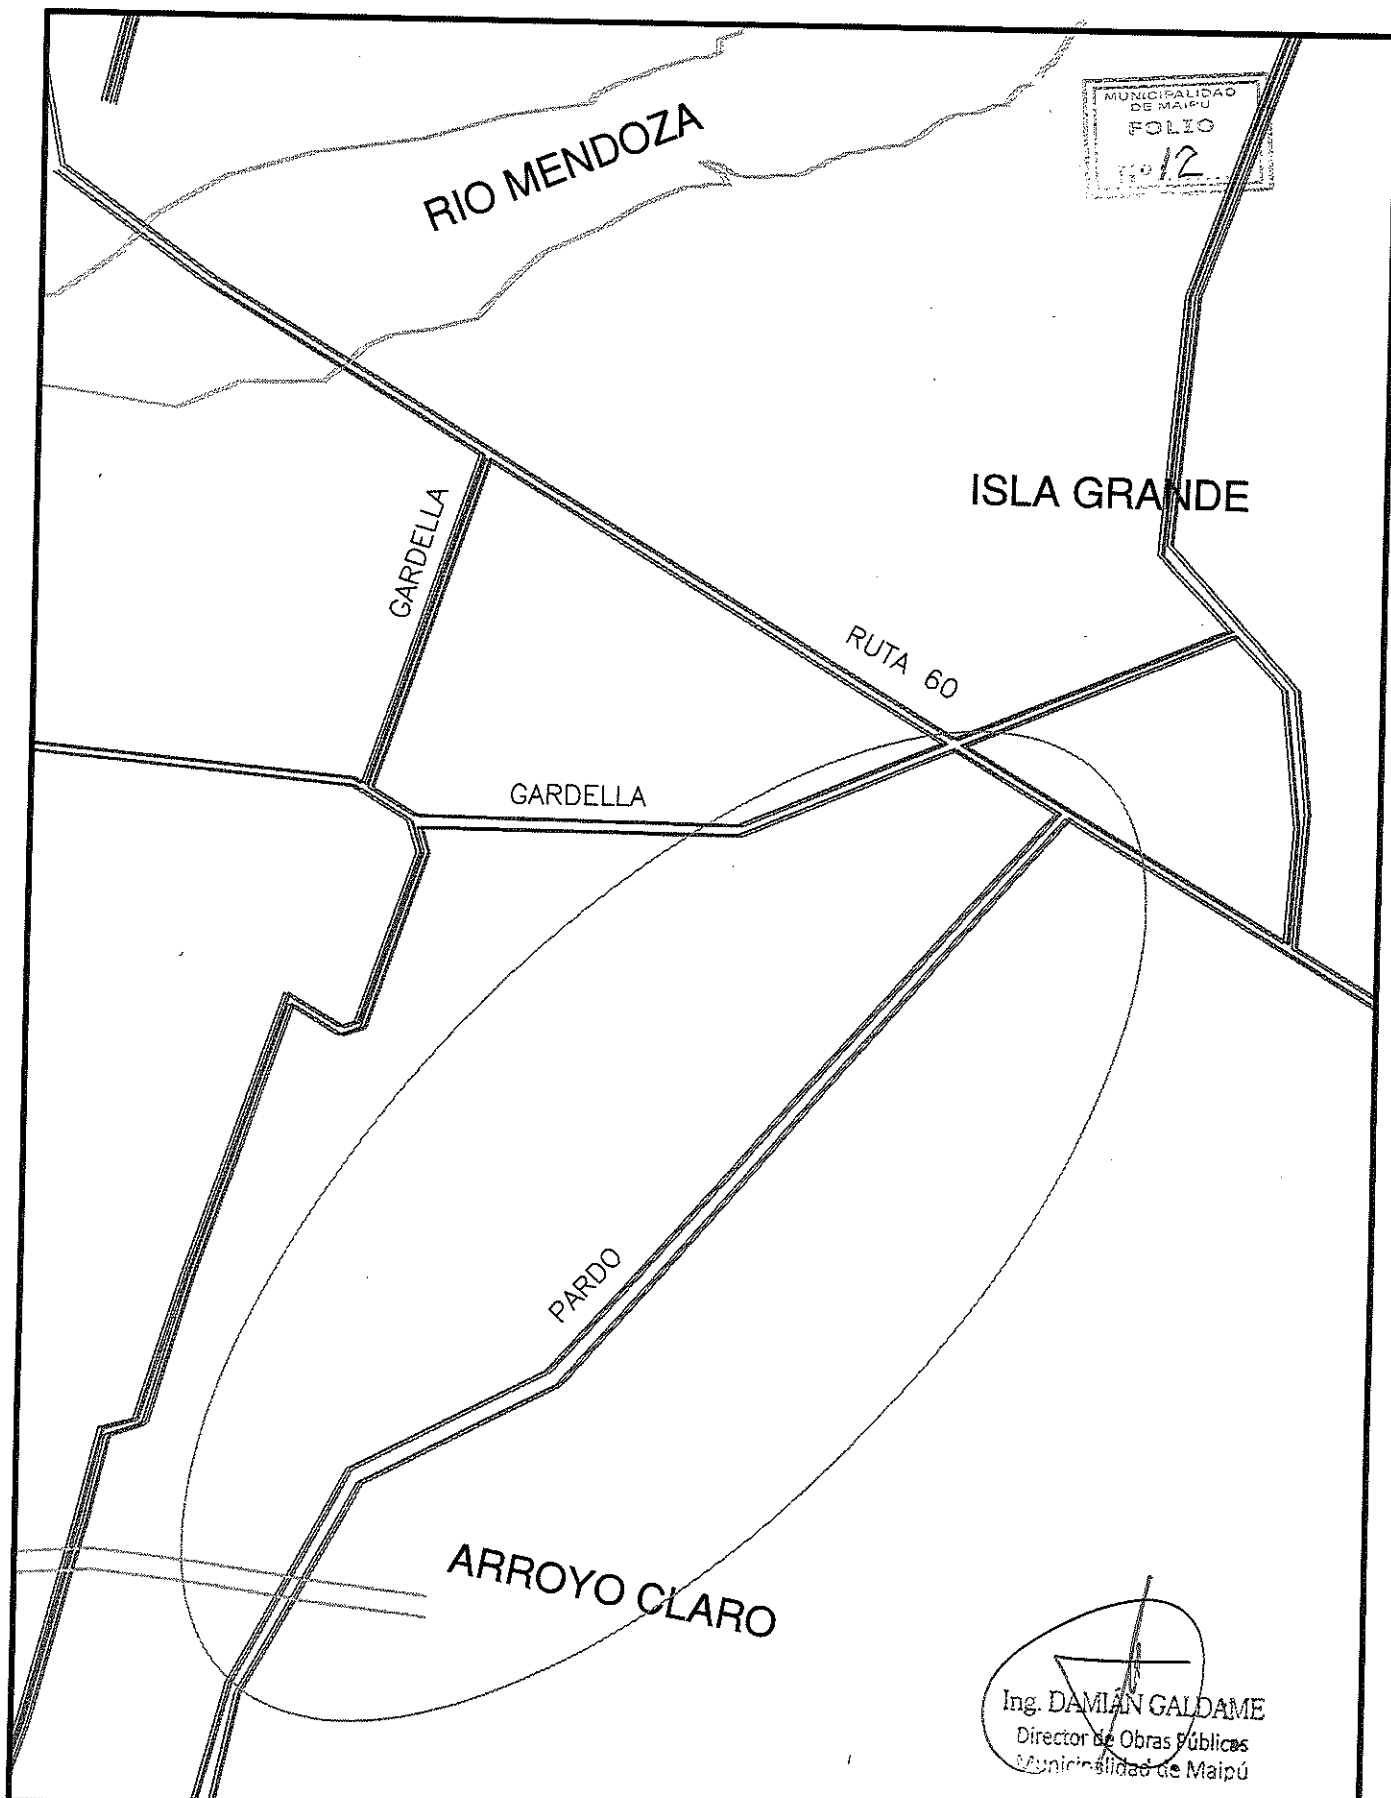 MUNICIPALIDAD
DE MAIPU
FOLIO
Nº 12
RIO MENDOZA
ISLA GRANDE
GARDELLA
RUTA 60
GARDELLA
PARDO
ARROYO CLARO
Ing. DAMIÁN GALDAME
Director de Obras Públicas
Municipalidad de Maipú